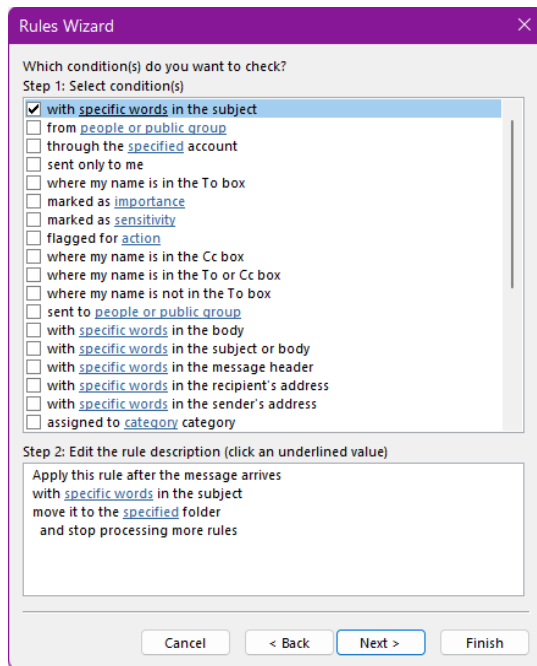 Rules Wizard
Which condition(s) do you want to check?
Step 1: Select condition(s)
with specific words in the subject
from people or public group
through the specified account
sent only to me
where my name is in the To box
marked as importance
marked as sensitivity
flagged for action
where my name is in the Cc box
where my name is in the To or Cc box
where my name is not in the To box
sent to people or public group
with specific words in the body
with specific words in the subject or body
with specific words in the message header
with specific words in the recipient's address
with specific words in the sender's address
assigned to category category
Step 2: Edit the rule description (click an underlined value)
Apply this rule after the message arrives
with specific words in the subject
move it to the specified folder
and stop processing more rules
Cancel < Back Next > Finish